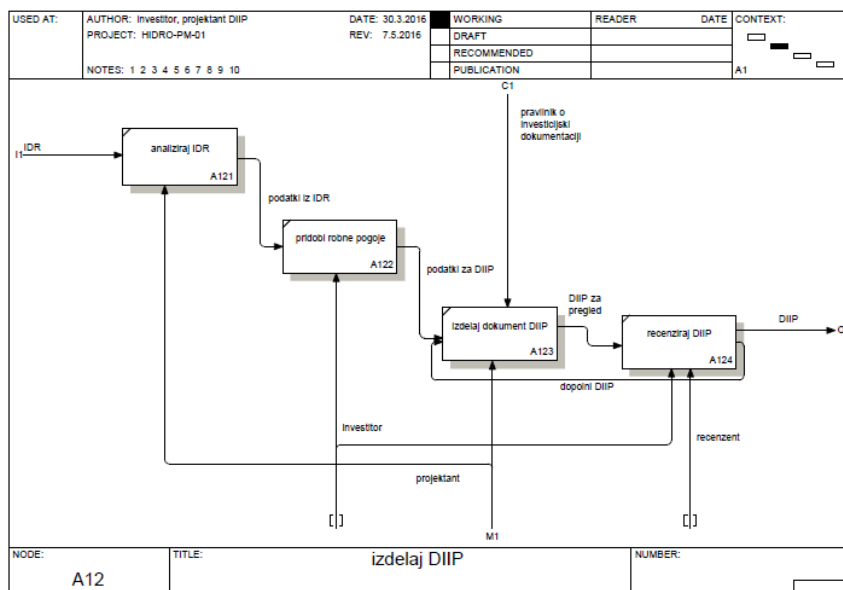 USED AT:
AUTHOR: Investitor, projektant DIIP
DATE: 30.3.2016
WORKING
READER
DATE
CONTEXT:
PROJECT: HIDRO-PM-01
REV: 7.5.2016
DRAFT
RECOMMENDED
NOTES: 1 2 3 4 5 6 7 8 9 10
PUBLICATION
A1
C1
pravilnik o
investicijski
dokumentaciji
I1
IDR
analiziraj IDR
A121
podatki iz IDR
pridobi robne pogoje
A122
podatki za DIIP
DIIP za
pregled
izdelaj dokument DIIP
A123
recenziraj DIIP
A124
DIIP
dopolni DIIP
investitor
recenzent
projektant
M1
NODE:
TITLE:
izdelaj DIIP
NUMBER:
A12